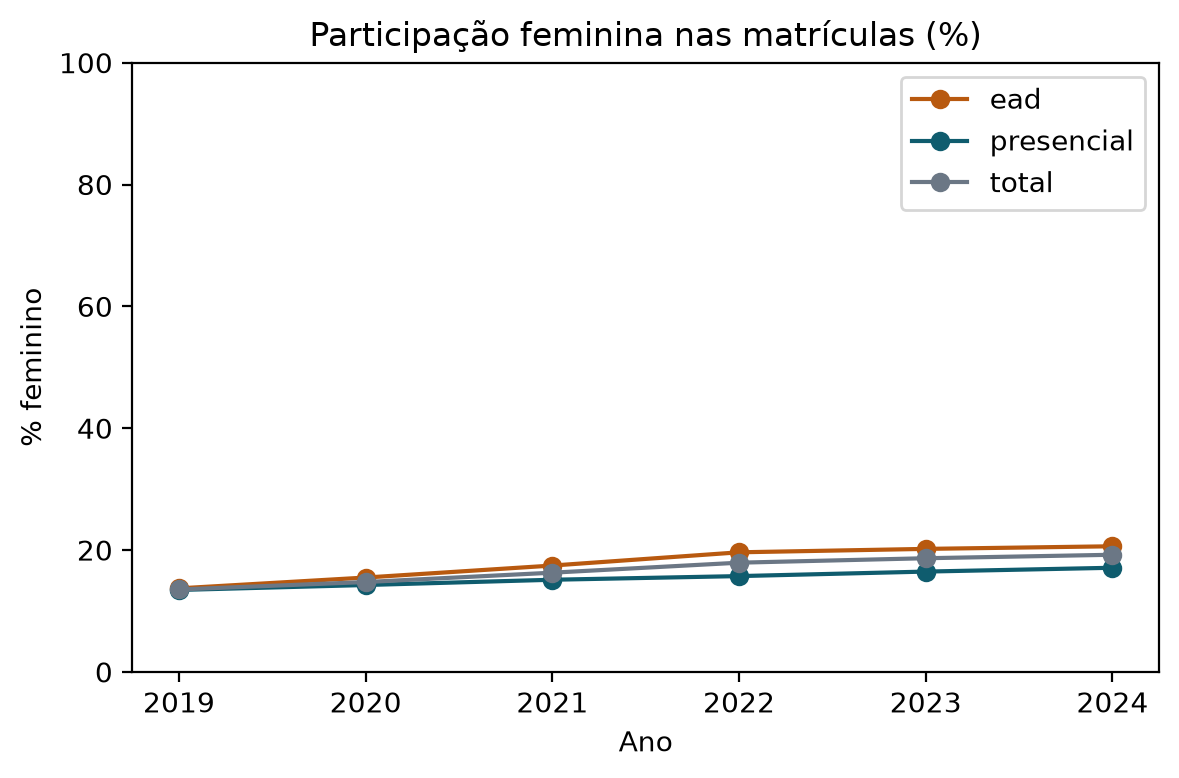 Participação feminina nas matrículas (%)
100
80
60
40
20
0
% feminino
ead
presencial
total
2019 2020 2021 2022 2023 2024
Ano